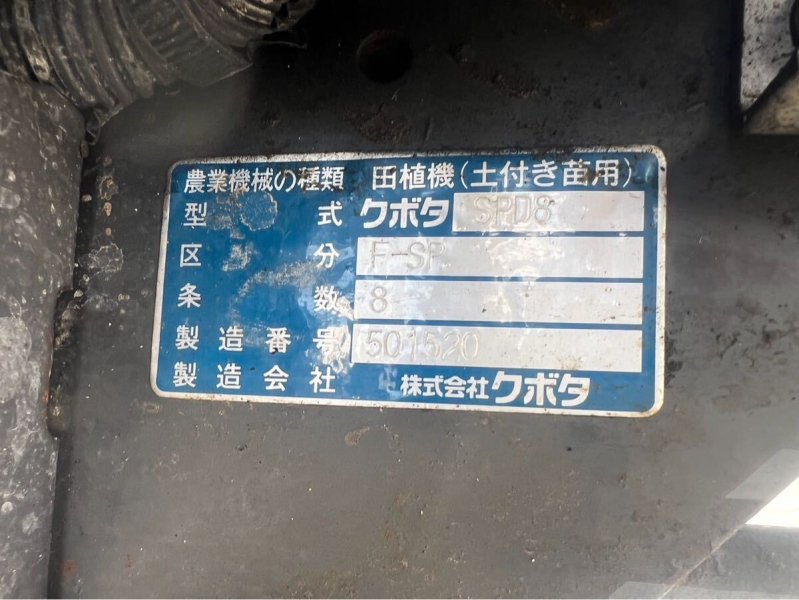 農業機械の種類 田植機(土付き苗用)
型式 クボタ SPD8
区分 F-SP
条数 8
製造番号 501520
製造会社 株式会社クボタ